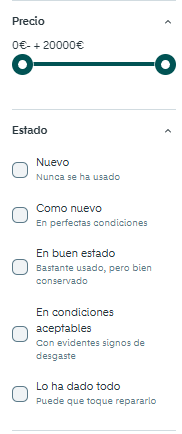 Precio
0€- + 20000€
Estado
Nuevo
Nunca se ha usado
Como nuevo
En perfectas condiciones
En buen estado
Bastante usado, pero bien
conservado
En condiciones
aceptables
Con evidentes signos de
desgaste
Lo ha dado todo
Puede que toque repararlo